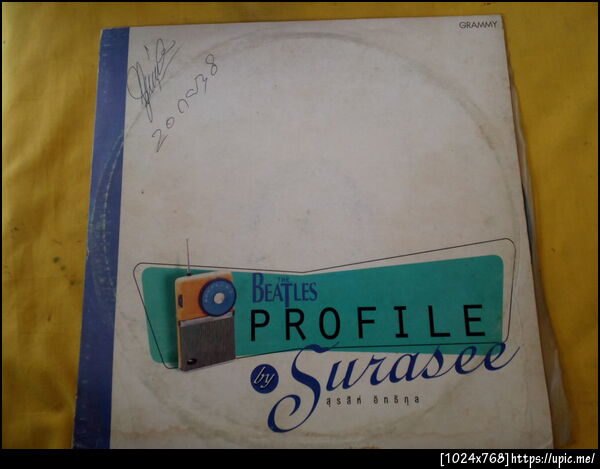 GRAMMY
THE
BEATLES
PROFILE
by Surasee
สุรสีห์ อิทธิกุล
[1024x768]https://upic.me/